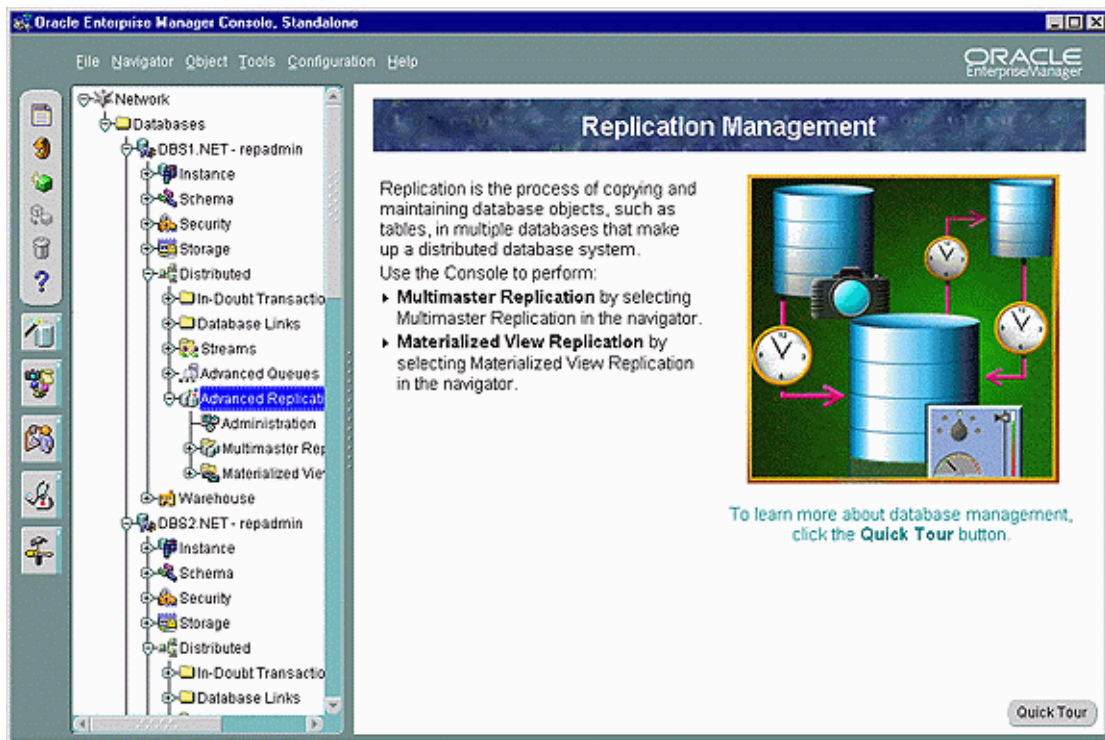 Oracle Enterprise Manager Console, Standalone
File Navigator Object Tools Configuration Help
ORACLE
EnterpriseManager
Network
Databases
DBS1.NET - repadmin
Instance
Schema
Security
Storage
Distributed
In-Doubt Transactio
Database Links
Streams
Advanced Queues
Advanced Replicati
Administration
Multimaster Rep
Materialized Vie
Warehouse
DBS2.NET - repadmin
Instance
Schema
Security
Storage
Distributed
In-Doubt Transactio
Database Links
Replication Management
Replication is the process of copying and
maintaining database objects, such as
tables, in multiple databases that make
up a distributed database system.
Use the Console to perform:
Multimaster Replication by selecting
Multimaster Replication in the navigator.
Materialized View Replication by
selecting Materialized View Replication
in the navigator.
To learn more about database management,
click the Quick Tour button.
Quick Tour